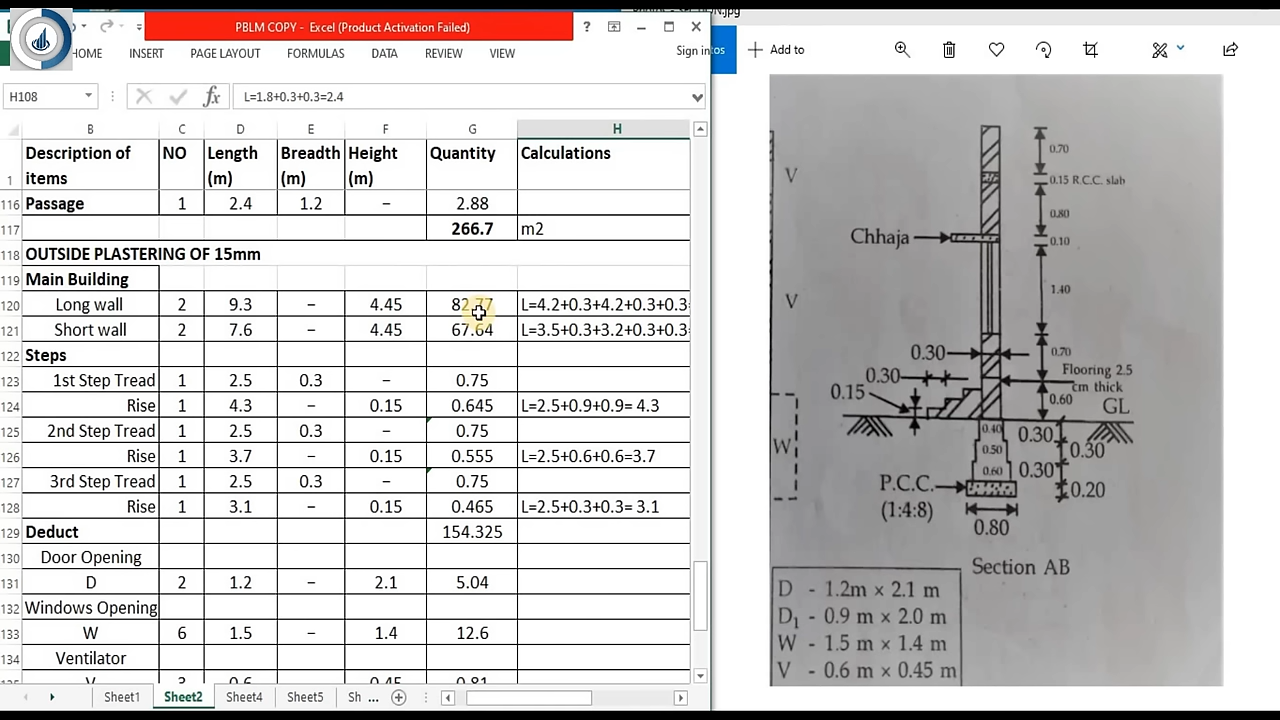 PBLM COPY - Excel (Product Activation Failed)
?
HOME INSERT PAGE LAYOUT FORMULAS DATA REVIEW VIEW Sign in
Add to
H108 fx L=1.8+0.3+0.3=2.4
B C D E F G H
1 Description of items NO Length (m) Breadth (m) Height (m) Quantity Calculations
116 Passage 1 2.4 1.2 – 2.88
117 266.7 m2
118 OUTSIDE PLASTERING OF 15mm
119 Main Building
120 Long wall 2 9.3 – 4.45 82.77 L=4.2+0.3+4.2+0.3+0.3=
121 Short wall 2 7.6 – 4.45 67.64 L=3.5+0.3+3.2+0.3+0.3=
122 Steps
123 1st Step Tread 1 2.5 0.3 – 0.75
124 Rise 1 4.3 – 0.15 0.645 L=2.5+0.9+0.9= 4.3
125 2nd Step Tread 1 2.5 0.3 – 0.75
126 Rise 1 3.7 – 0.15 0.555 L=2.5+0.6+0.6=3.7
127 3rd Step Tread 1 2.5 0.3 – 0.75
128 Rise 1 3.1 – 0.15 0.465 L=2.5+0.3+0.3= 3.1
129 Deduct 154.325
130 Door Opening
131 D 2 1.2 – 2.1 5.04
132 Windows Opening
133 W 6 1.5 – 1.4 12.6
134 Ventilator
V 3 0.6 0.45 0.81
Sheet1 Sheet2 Sheet4 Sheet5 Sh ...
V
V
W
0.70
0.15 R.C.C. slab
0.80
Chhaja
0.10
1.40
0.30
0.70
0.30
Flooring 2.5
cm thick
0.15
0.60
GL
0.40
0.30
0.30
0.50
0.60
0.30
P.C.C.
(1:4:8)
0.20
0.80
Section AB
D - 1.2m × 2.1 m
D1 - 0.9 m × 2.0 m
W - 1.5 m × 1.4 m
V - 0.6 m × 0.45 m